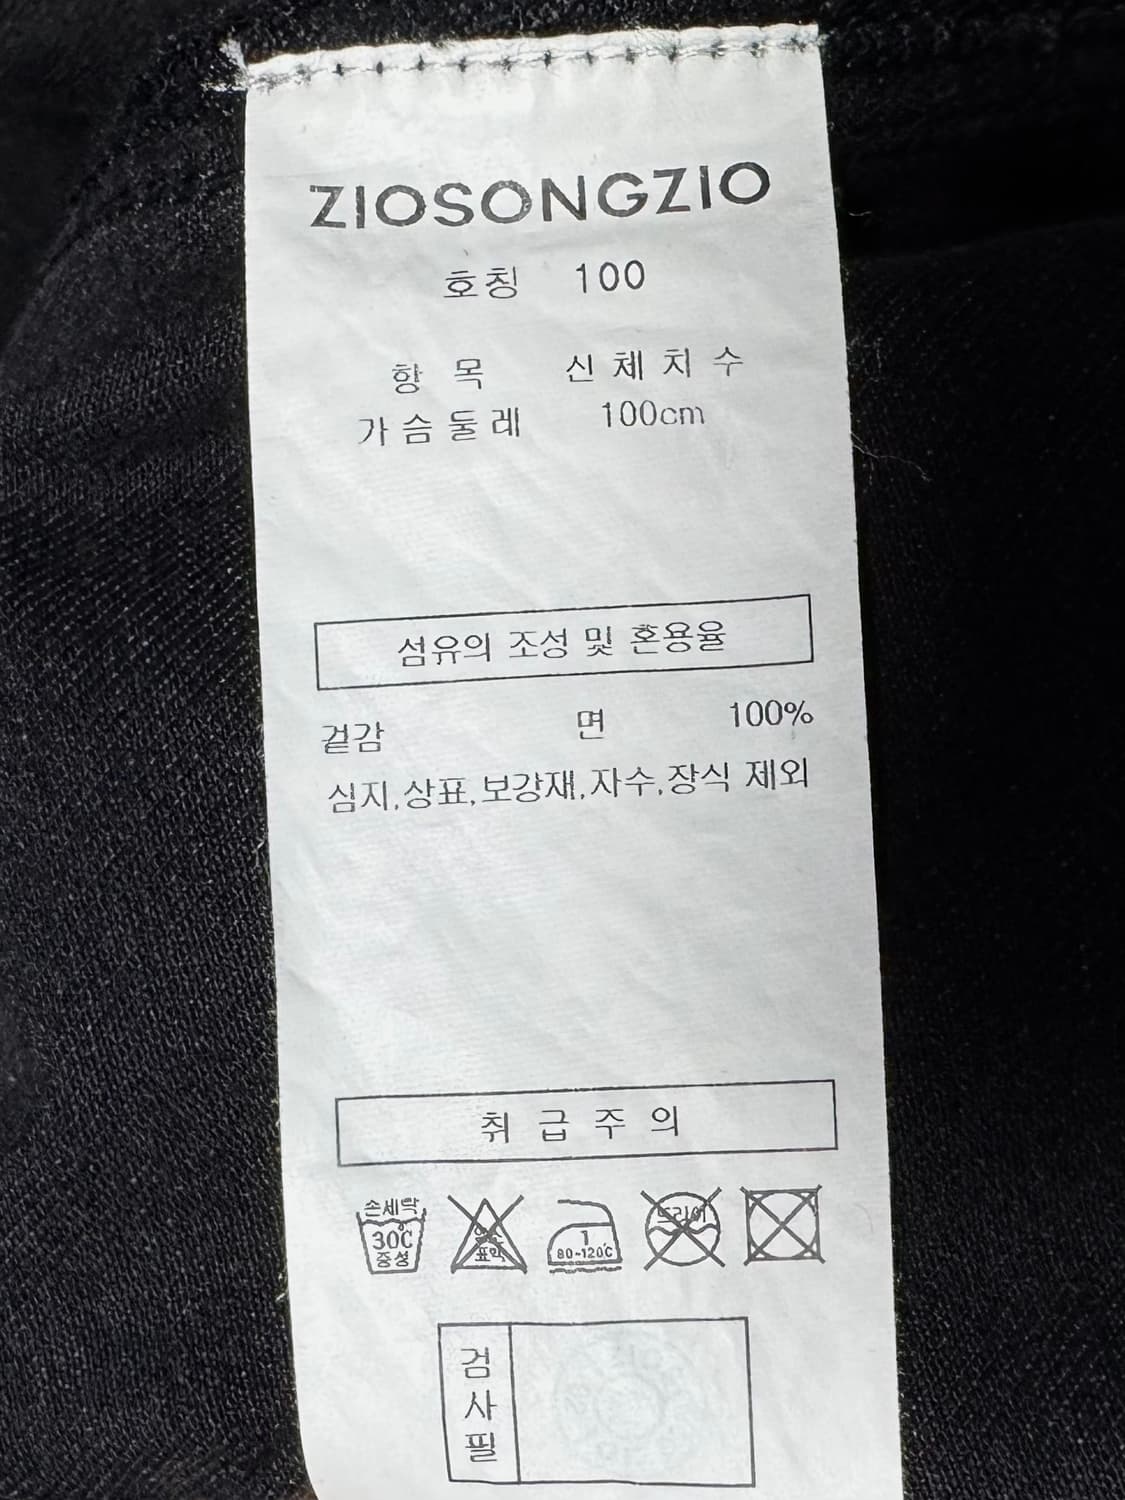 ZIOSONGZIO
호칭 100
항 목 신 체 치 수
가 슴 둘 레 100cm
섬유의 조성 및 혼용율
겉감 면 100%
심지,상표,보강재,자수,장식 제외
취 급 주 의
손세탁
30℃
중성
표백
1
80~120℃
드라이
검
사
필